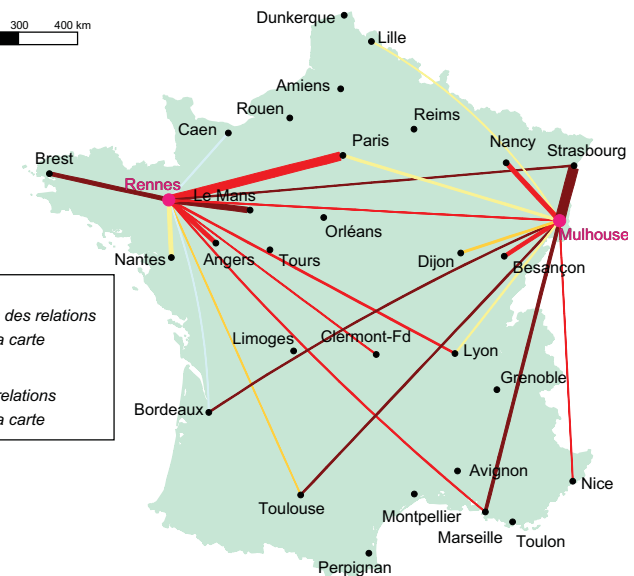 300 400 km
Dunkerque
Lille
Amiens
Rouen
Reims
Caen
Nancy
Paris
Strasbourg
Brest
Rennes
Le Mans
Orléans
Mulhouse
Nantes
Angers
Tours
Dijon
Besançon
des relations
a carte
relations
a carte
Limoges
Clermont-Fd
Lyon
Grenoble
Bordeaux
Avignon
Nice
Toulouse
Montpellier
Marseille
Toulon
Perpignan